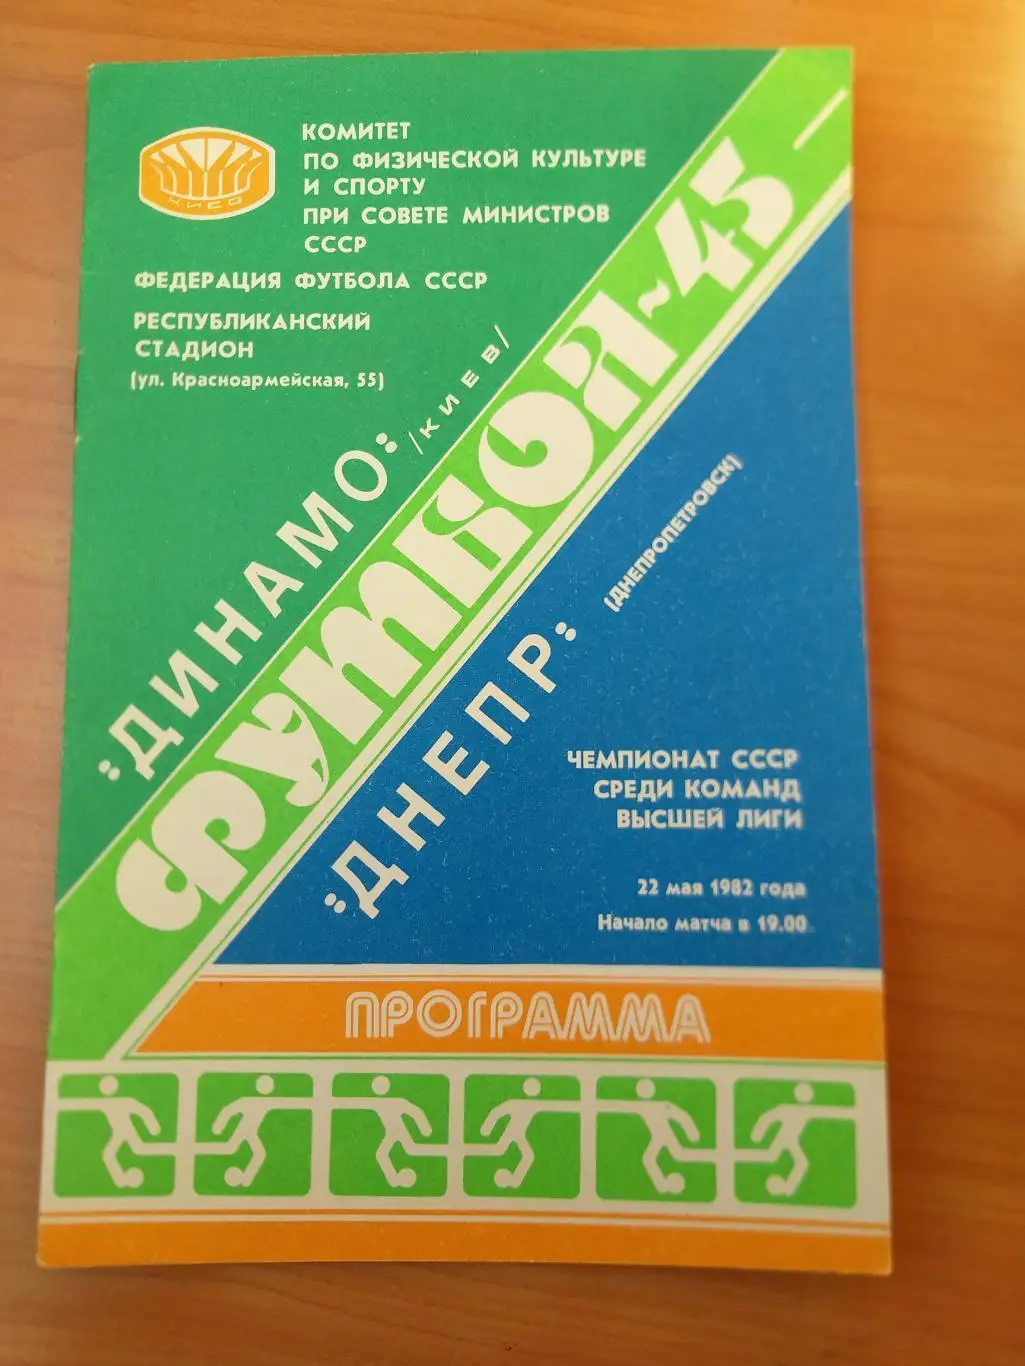 КИЕВ
КОМИТЕТ
ПО ФИЗИЧЕСКОЙ КУЛЬТУРЕ
И СПОРТУ
ПРИ СОВЕТЕ МИНИСТРОВ
СССР
ФЕДЕРАЦИЯ ФУТБОЛА СССР
РЕСПУБЛИКАНСКИЙ
СТАДИОН
(ул. Красноармейская, 55)
"ДИНАМО" /КИЕВ/
ФУТБОЛ-45
"ДНЕПР" (ДНЕПРОПЕТРОВСК)
ЧЕМПИОНАТ СССР
СРЕДИ КОМАНД
ВЫСШЕЙ ЛИГИ
22 мая 1982 года
Начало матча в 19.00
ПРОГРАММА